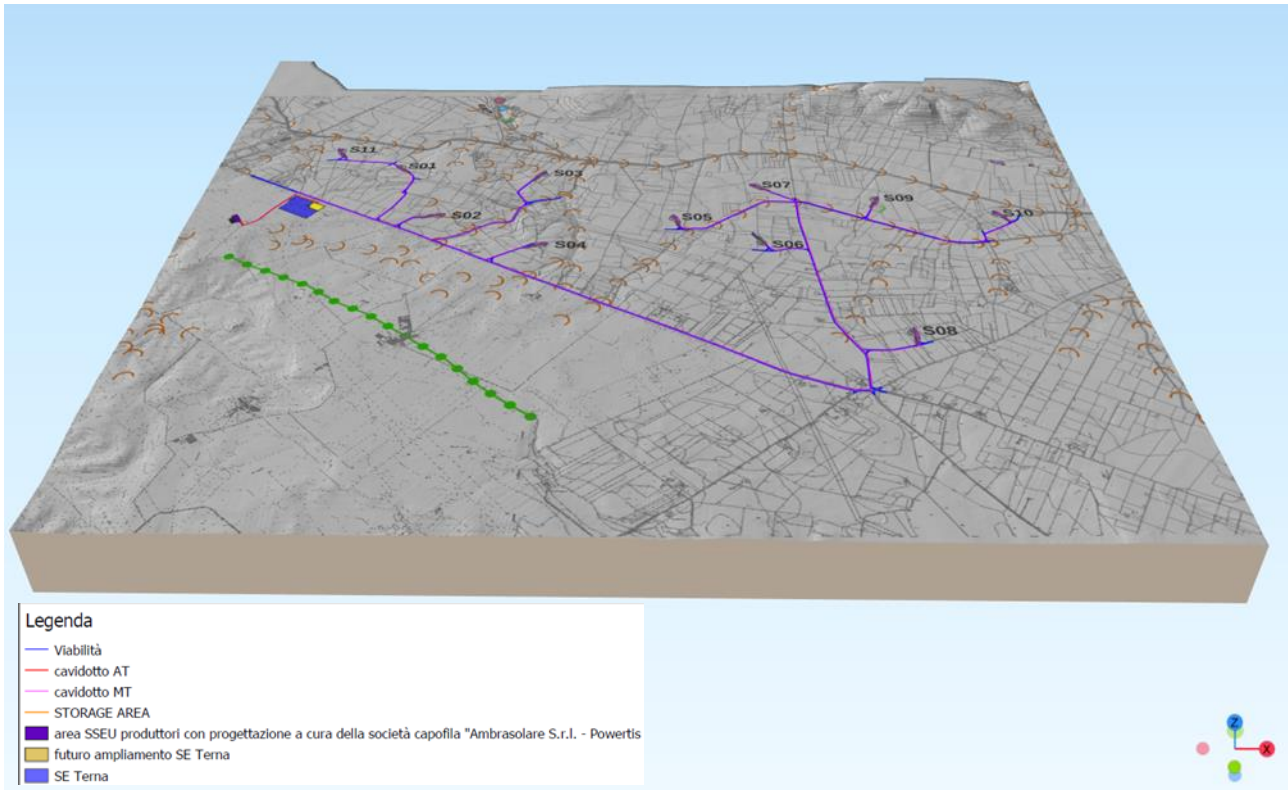 S11
S01
S03
S02
S04
S07
S05
S09
S10
S06
S08
Legenda
Viabilità
cavidotto AT
cavidotto MT
STORAGE AREA
area SSEU produttori con progettazione a cura della società capofila "Ambrasolare S.r.l. - Powertis
futuro ampliamento SE Terna
SE Terna
Z
X